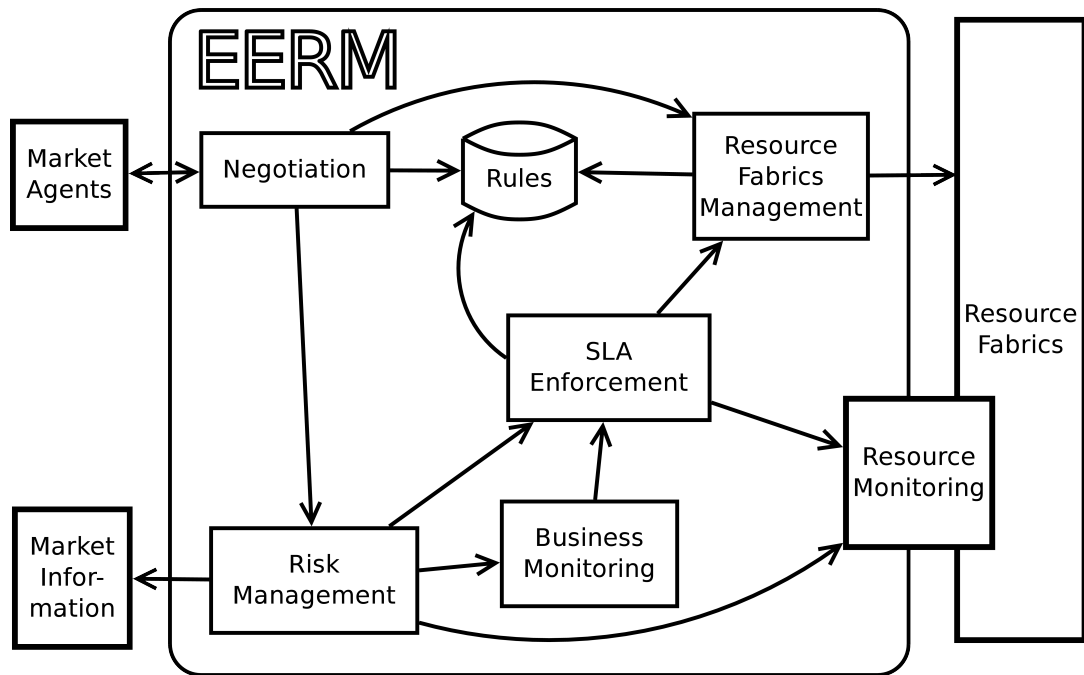 EERM
Market
Agents
Negotiation
Rules
Resource
Fabrics
Management
Resource
Fabrics
SLA
Enforcement
Resource
Monitoring
Market
Infor-
mation
Risk
Management
Business
Monitoring